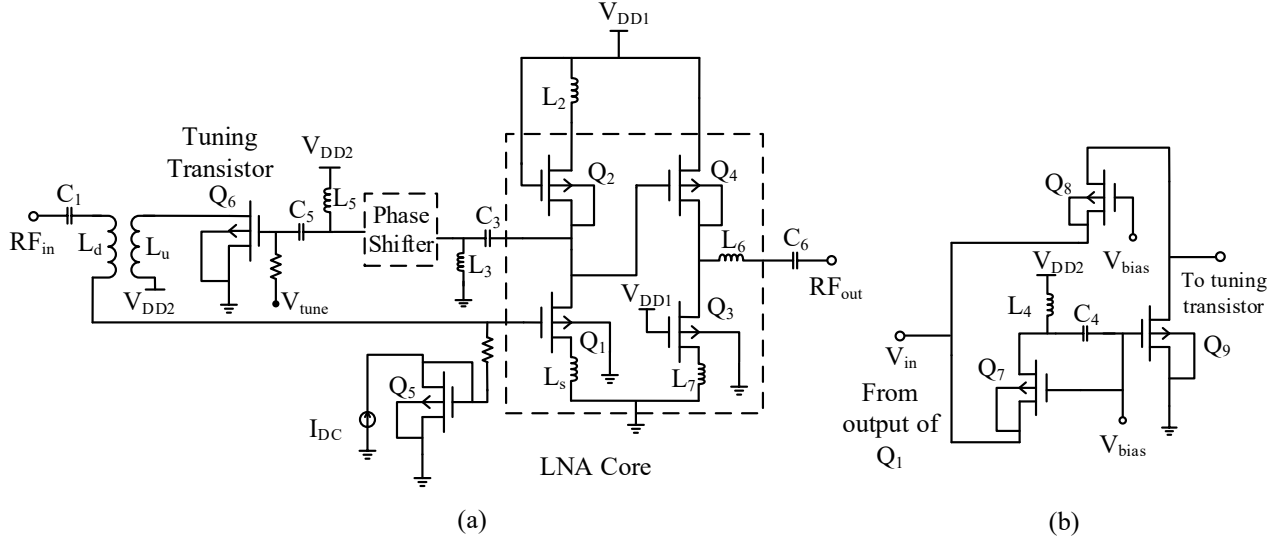 V_DD1
L_2
Tuning
Transistor
V_DD2
Q_2
Q_4
Q_6
C_1
C_5
L_5
Phase
Shifter
C_3
RF_in
L_d
L_u
L_3
L_6
C_6
V_DD2
V_tune
V_DD1
Q_3
RF_out
Q_1
L_s
L_7
Q_5
I_DC
LNA Core
(a)
Q_8
V_bias
V_DD2
To tuning
transistor
L_4
C_4
V_in
Q_7
Q_9
From
output of
Q_1
V_bias
(b)